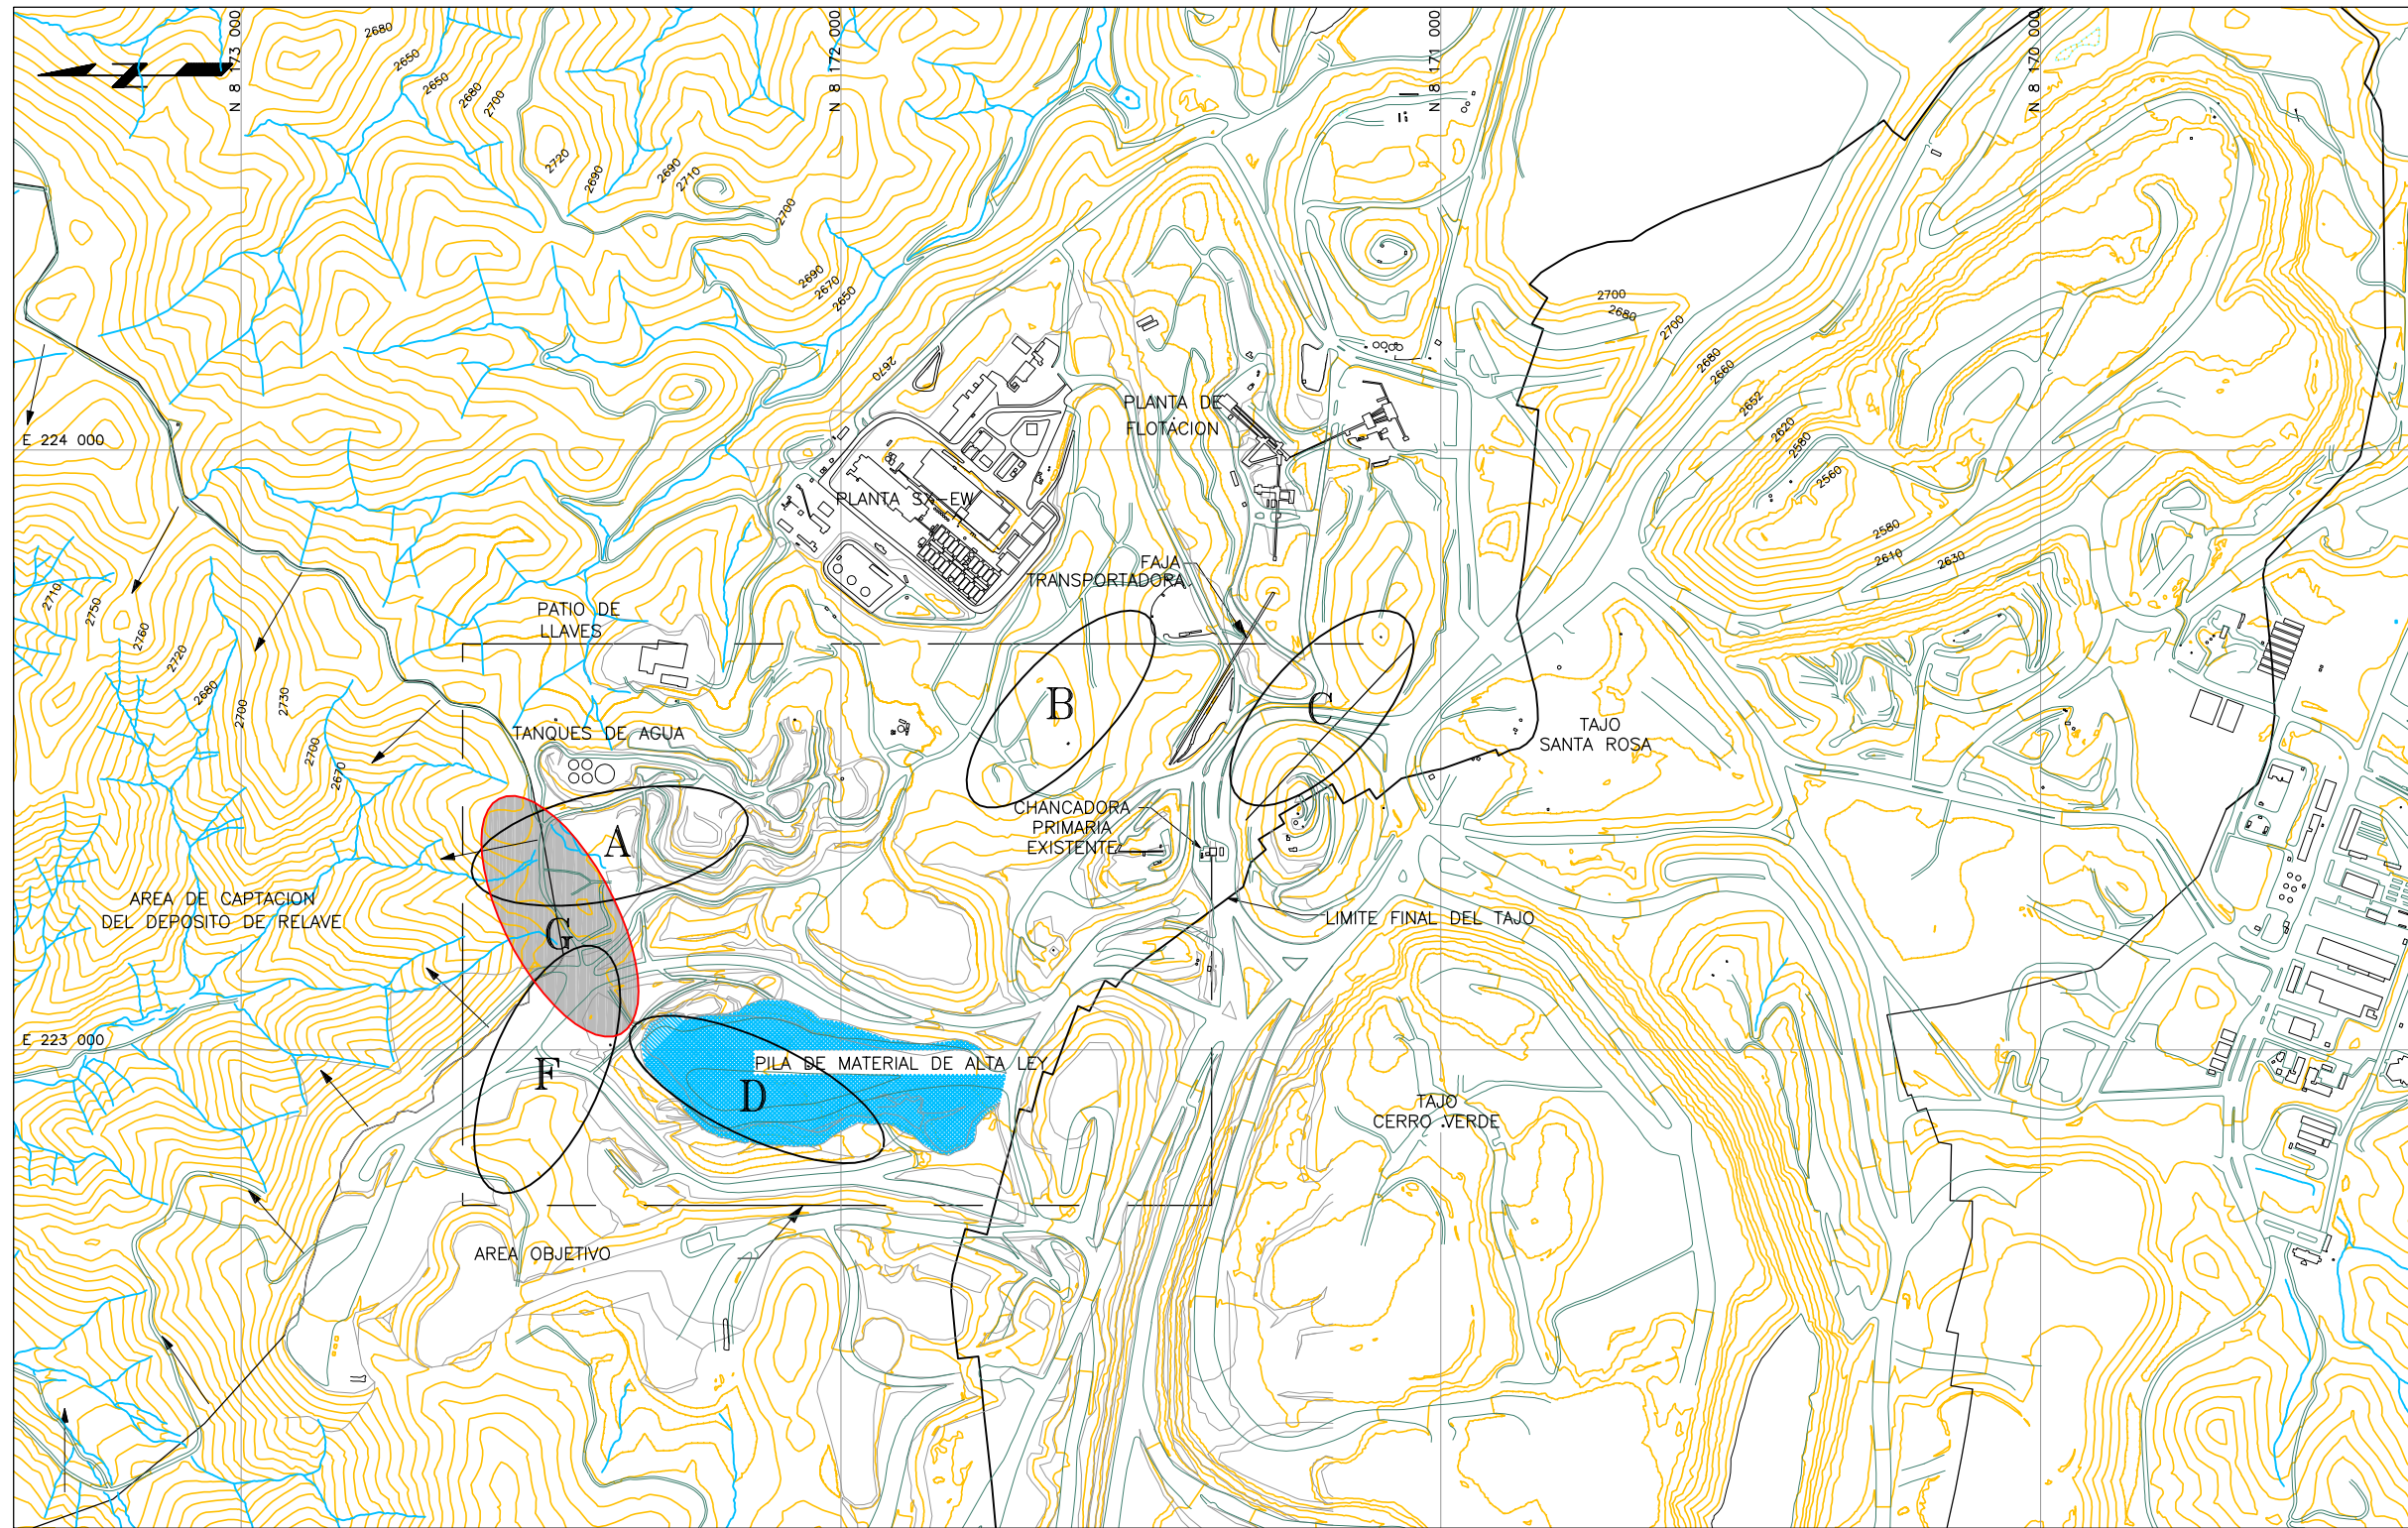 N 8 173 000
N 8 172 000
N 8 171 000
N 8 170 000
N
2680
2650
2650
2680
2700
2720
2690
2690
2710
2700
2690
2670
2650
2670
2700
2680
2700
2680
2660
2652
2620
2580
2560
2580
2610
2630
E 224 000
PLANTA DE
FLOTACION
PLANTA SX-EW
FAJA
TRANSPORTADORA
PATIO DE
LLAVES
2710
2750
2760
2720
2680
2700
2730
2700
2670
TANQUES DE AGUA
B
C
TAJO
SANTA ROSA
CHANCADORA
PRIMARIA
EXISTENTE
A
AREA DE CAPTACION
DEL DEPOSITO DE RELAVE
G
LIMITE FINAL DEL TAJO
E 223 000
F
PILA DE MATERIAL DE ALTA LEY
D
TAJO
CERRO VERDE
AREA OBJETIVO